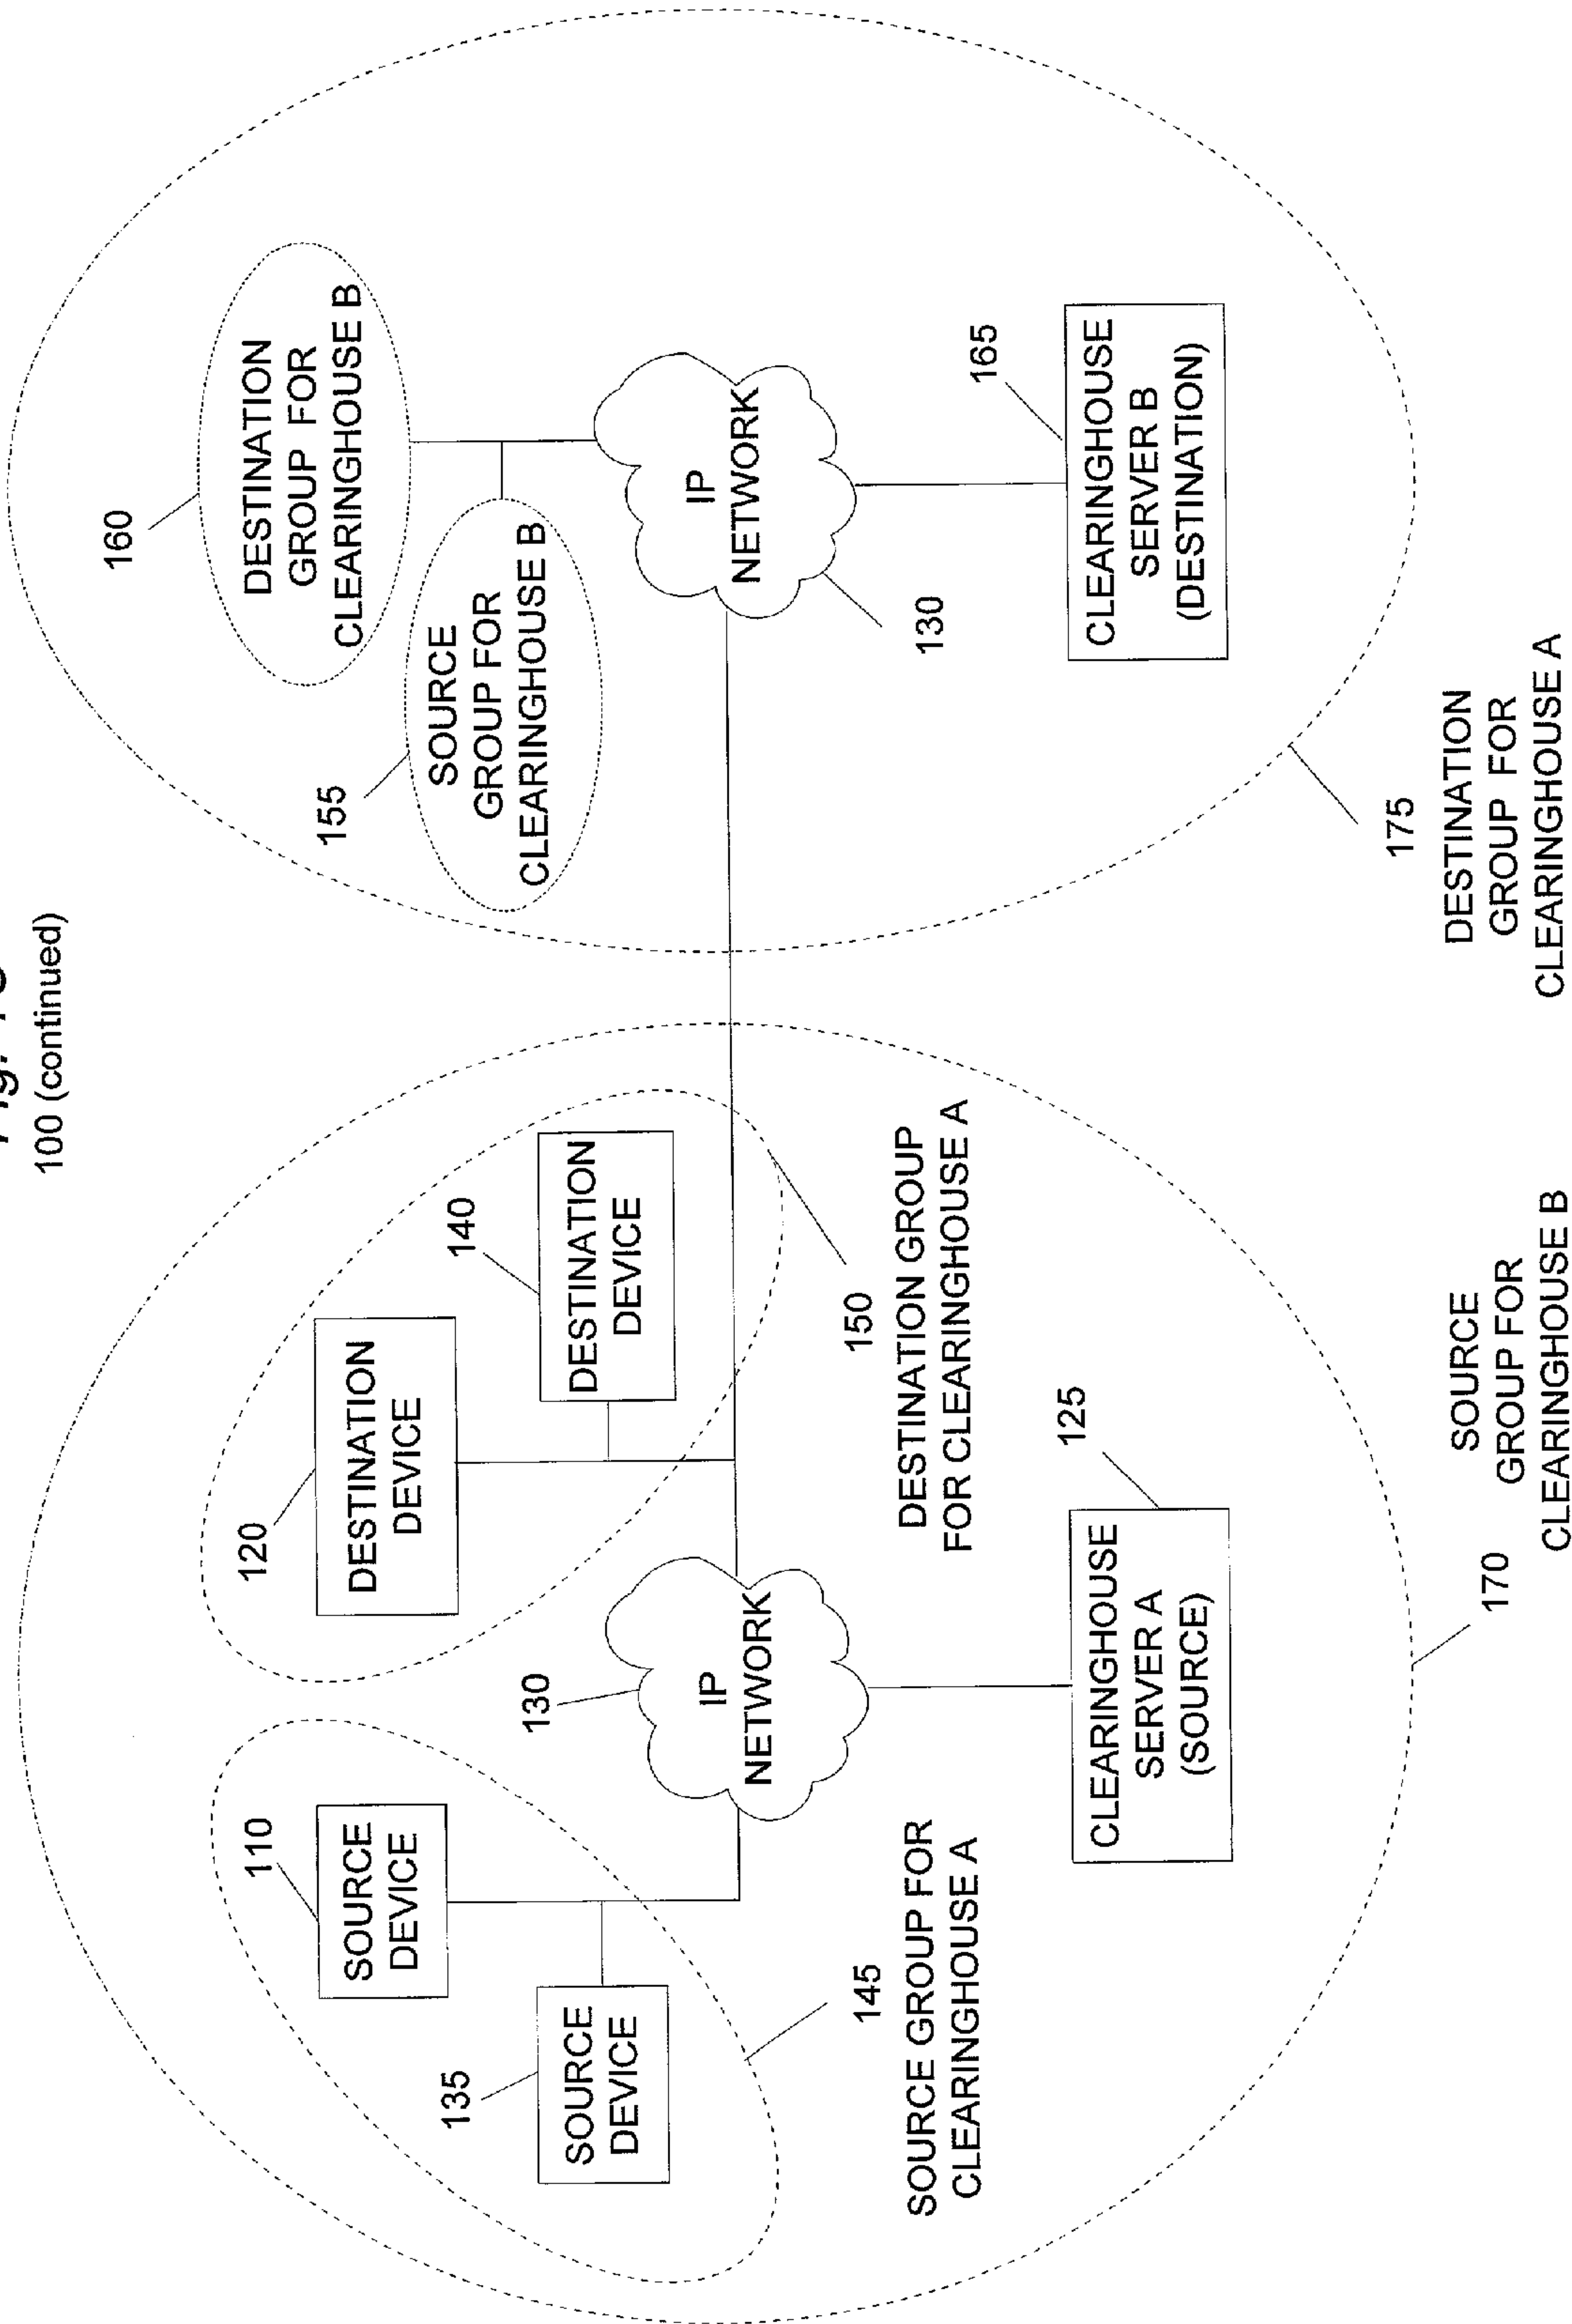 100 (continued)
110
SOURCE
DEVICE
135
SOURCE
DEVICE
145
SOURCE GROUP FOR
CLEARINGHOUSE A
120
DESTINATION
DEVICE
140
DESTINATION
DEVICE
150
DESTINATION GROUP
FOR CLEARINGHOUSE A
130
IP
NETWORK
125
CLEARINGHOUSE
SERVER A
(SOURCE)
170
SOURCE
GROUP FOR
CLEARINGHOUSE B
160
DESTINATION
GROUP FOR
CLEARINGHOUSE B
155
SOURCE
GROUP FOR
CLEARINGHOUSE B
IP
NETWORK
130
165
CLEARINGHOUSE
SERVER B
(DESTINATION)
175
DESTINATION
GROUP FOR
CLEARINGHOUSE A